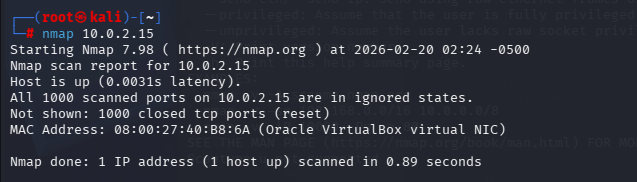 ┌──(root㉿kali)-[~]
└─# nmap 10.0.2.15
Starting Nmap 7.98 ( https://nmap.org ) at 2026-02-20 02:24 -0500
Nmap scan report for 10.0.2.15
Host is up (0.0031s latency).
All 1000 scanned ports on 10.0.2.15 are in ignored states.
Not shown: 1000 closed tcp ports (reset)
MAC Address: 08:00:27:40:B8:6A (Oracle VirtualBox virtual NIC)
Nmap done: 1 IP address (1 host up) scanned in 0.89 seconds